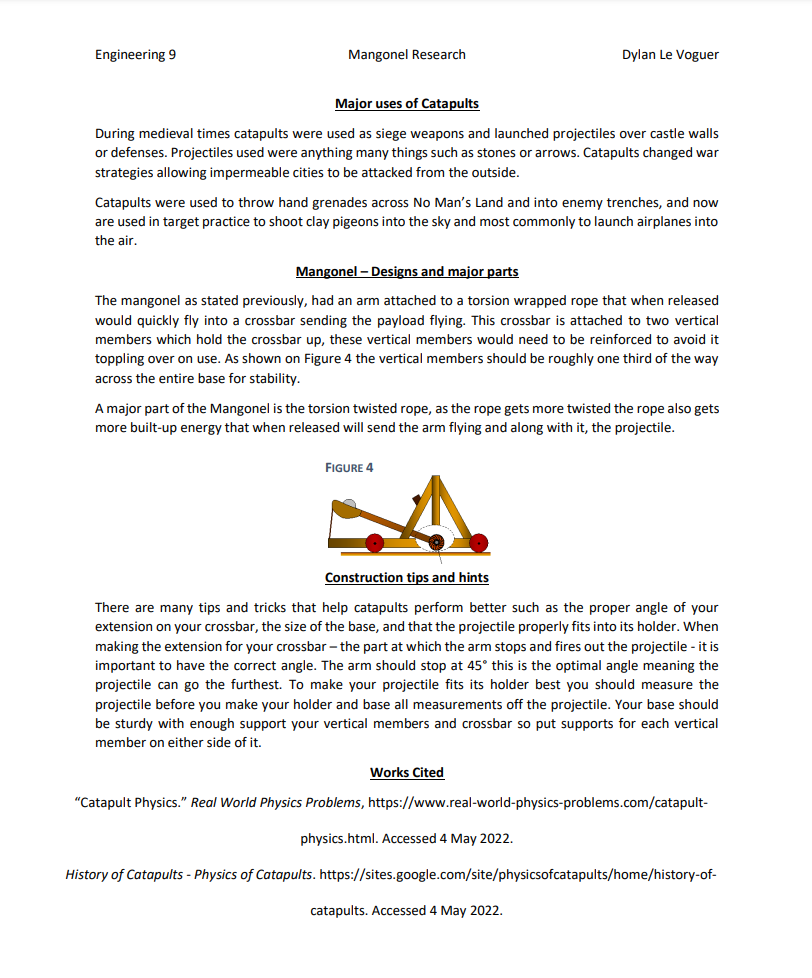 Engineering 9 Mangonel Research Dylan Le Voguer
Major uses of Catapults
During medieval times catapults were used as siege weapons and launched projectiles over castle walls
or defenses. Projectiles used were anything many things such as stones or arrows. Catapults changed war
strategies allowing impermeable cities to be attacked from the outside.
Catapults were used to throw hand grenades across No Man’s Land and into enemy trenches, and now
are used in target practice to shoot clay pigeons into the sky and most commonly to launch airplanes into
the air.
Mangonel – Designs and major parts
The mangonel as stated previously, had an arm attached to a torsion wrapped rope that when released
would quickly fly into a crossbar sending the payload flying. This crossbar is attached to two vertical
members which hold the crossbar up, these vertical members would need to be reinforced to avoid it
toppling over on use. As shown on Figure 4 the vertical members should be roughly one third of the way
across the entire base for stability.
A major part of the Mangonel is the torsion twisted rope, as the rope gets more twisted the rope also gets
more built-up energy that when released will send the arm flying and along with it, the projectile.
FIGURE 4
Construction tips and hints
There are many tips and tricks that help catapults perform better such as the proper angle of your
extension on your crossbar, the size of the base, and that the projectile properly fits into its holder. When
making the extension for your crossbar – the part at which the arm stops and fires out the projectile - it is
important to have the correct angle. The arm should stop at 45° this is the optimal angle meaning the
projectile can go the furthest. To make your projectile fits its holder best you should measure the
projectile before you make your holder and base all measurements off the projectile. Your base should
be sturdy with enough support your vertical members and crossbar so put supports for each vertical
member on either side of it.
Works Cited
“Catapult Physics.” Real World Physics Problems, https://www.real-world-physics-problems.com/catapult-
physics.html. Accessed 4 May 2022.
History of Catapults - Physics of Catapults. https://sites.google.com/site/physicsofcatapults/home/history-of-
catapults. Accessed 4 May 2022.